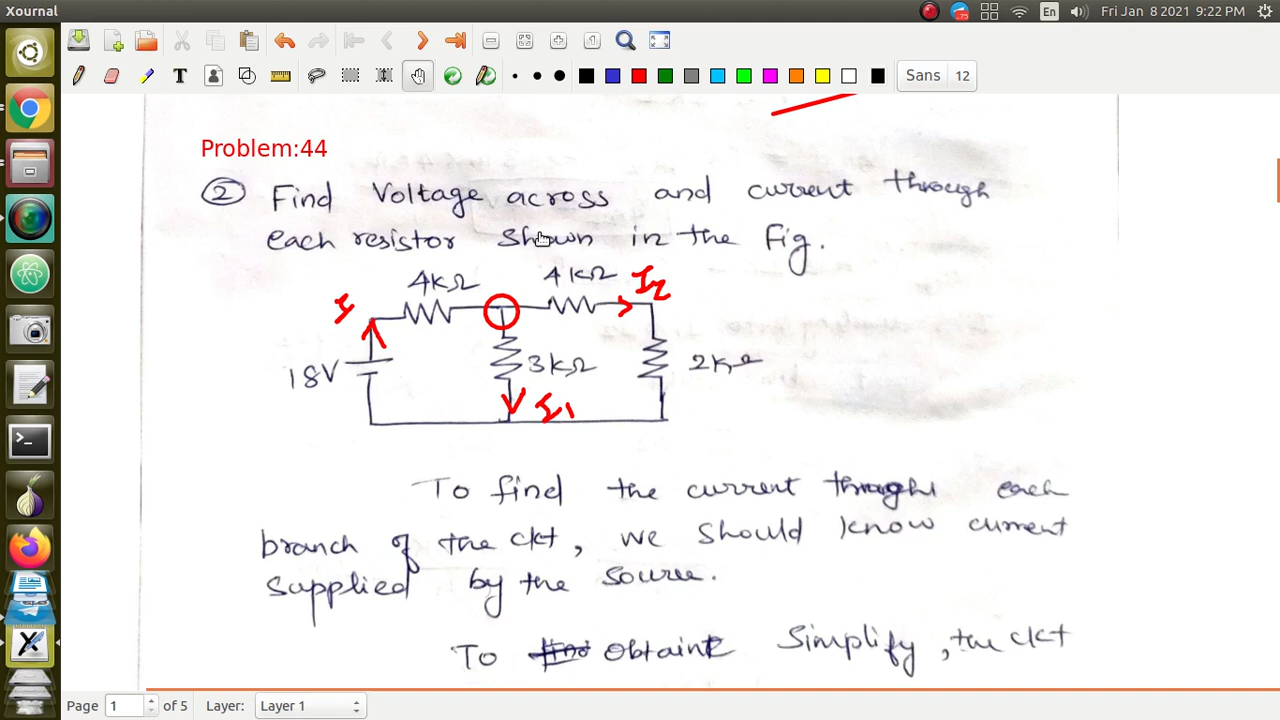 Xournal
En
Fri Jan 8 2021 9:22 PM
Sans 12
Problem:44
② Find Voltage across and current through
each resistor shown in the Fig.
4kΩ 4kΩ I2
I
18V 3kΩ 2kΩ
I1
To find the current through each
branch of the ckt, we should know current
supplied by the source.
To obtaint simplify, the ckt
Page 1 of 5 Layer: Layer 1